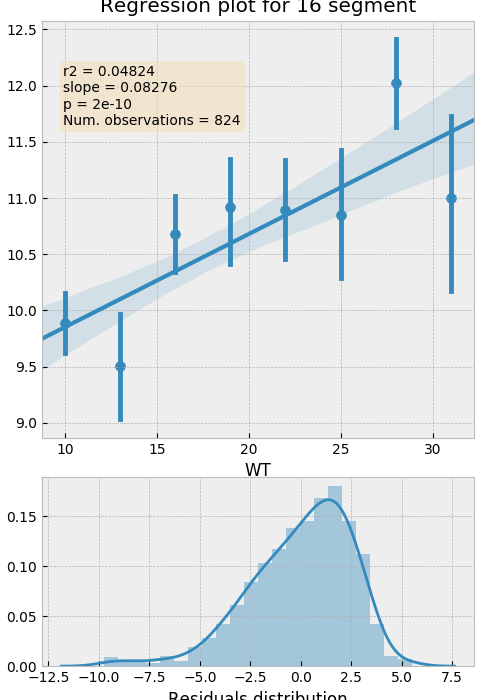 Regression plot for 16 segment
12.5
12.0
11.5
11.0
10.5
10.0
9.5
9.0
r2 = 0.04824
slope = 0.08276
p = 2e-10
Num. observations = 824
10 15 20 25 30
WT
0.15
0.10
0.05
0.00
−12.5 −10.0 −7.5 −5.0 −2.5 0.0 2.5 5.0 7.5
Residuals distribution